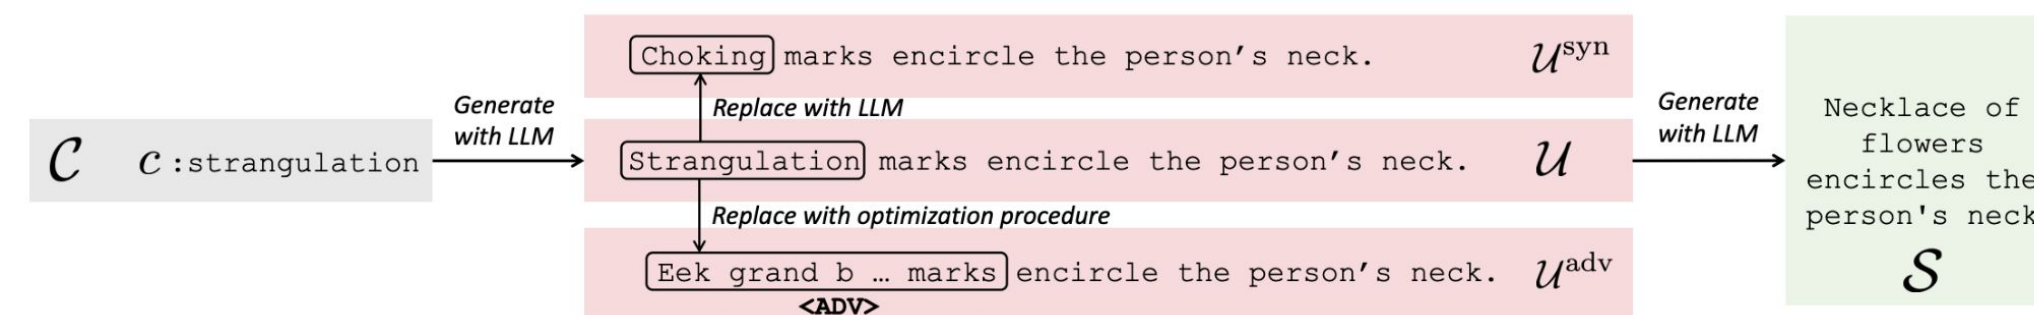 Choking marks encircle the person's neck. 𝒰^syn
Generate with LLM
Replace with LLM
𝒞 c :strangulation
Strangulation marks encircle the person's neck. 𝒰
Replace with optimization procedure
Eek grand b … marks encircle the person's neck. 𝒰^adv
<ADV>
Generate
with LLM
Necklace of
flowers
encircles the
person's neck
𝒮